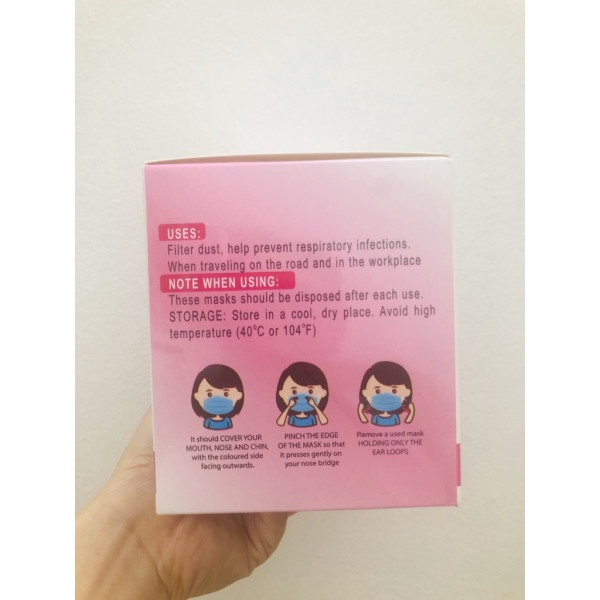 USES:
Filter dust, help prevent respiratory infections.
When traveling on the road and in the workplace
NOTE WHEN USING:
These masks should be disposed after each use.
STORAGE: Store in a cool, dry place. Avoid high
temperature (40°C or 104°F)
It should COVER YOUR
MOUTH, NOSE AND CHIN,
with the coloured side
facing outwards.
PINCH THE EDGE
OF THE MASK so that
it presses gently on
your nose bridge
Remove a used mask
HOLDING ONLY THE
EAR LOOPS